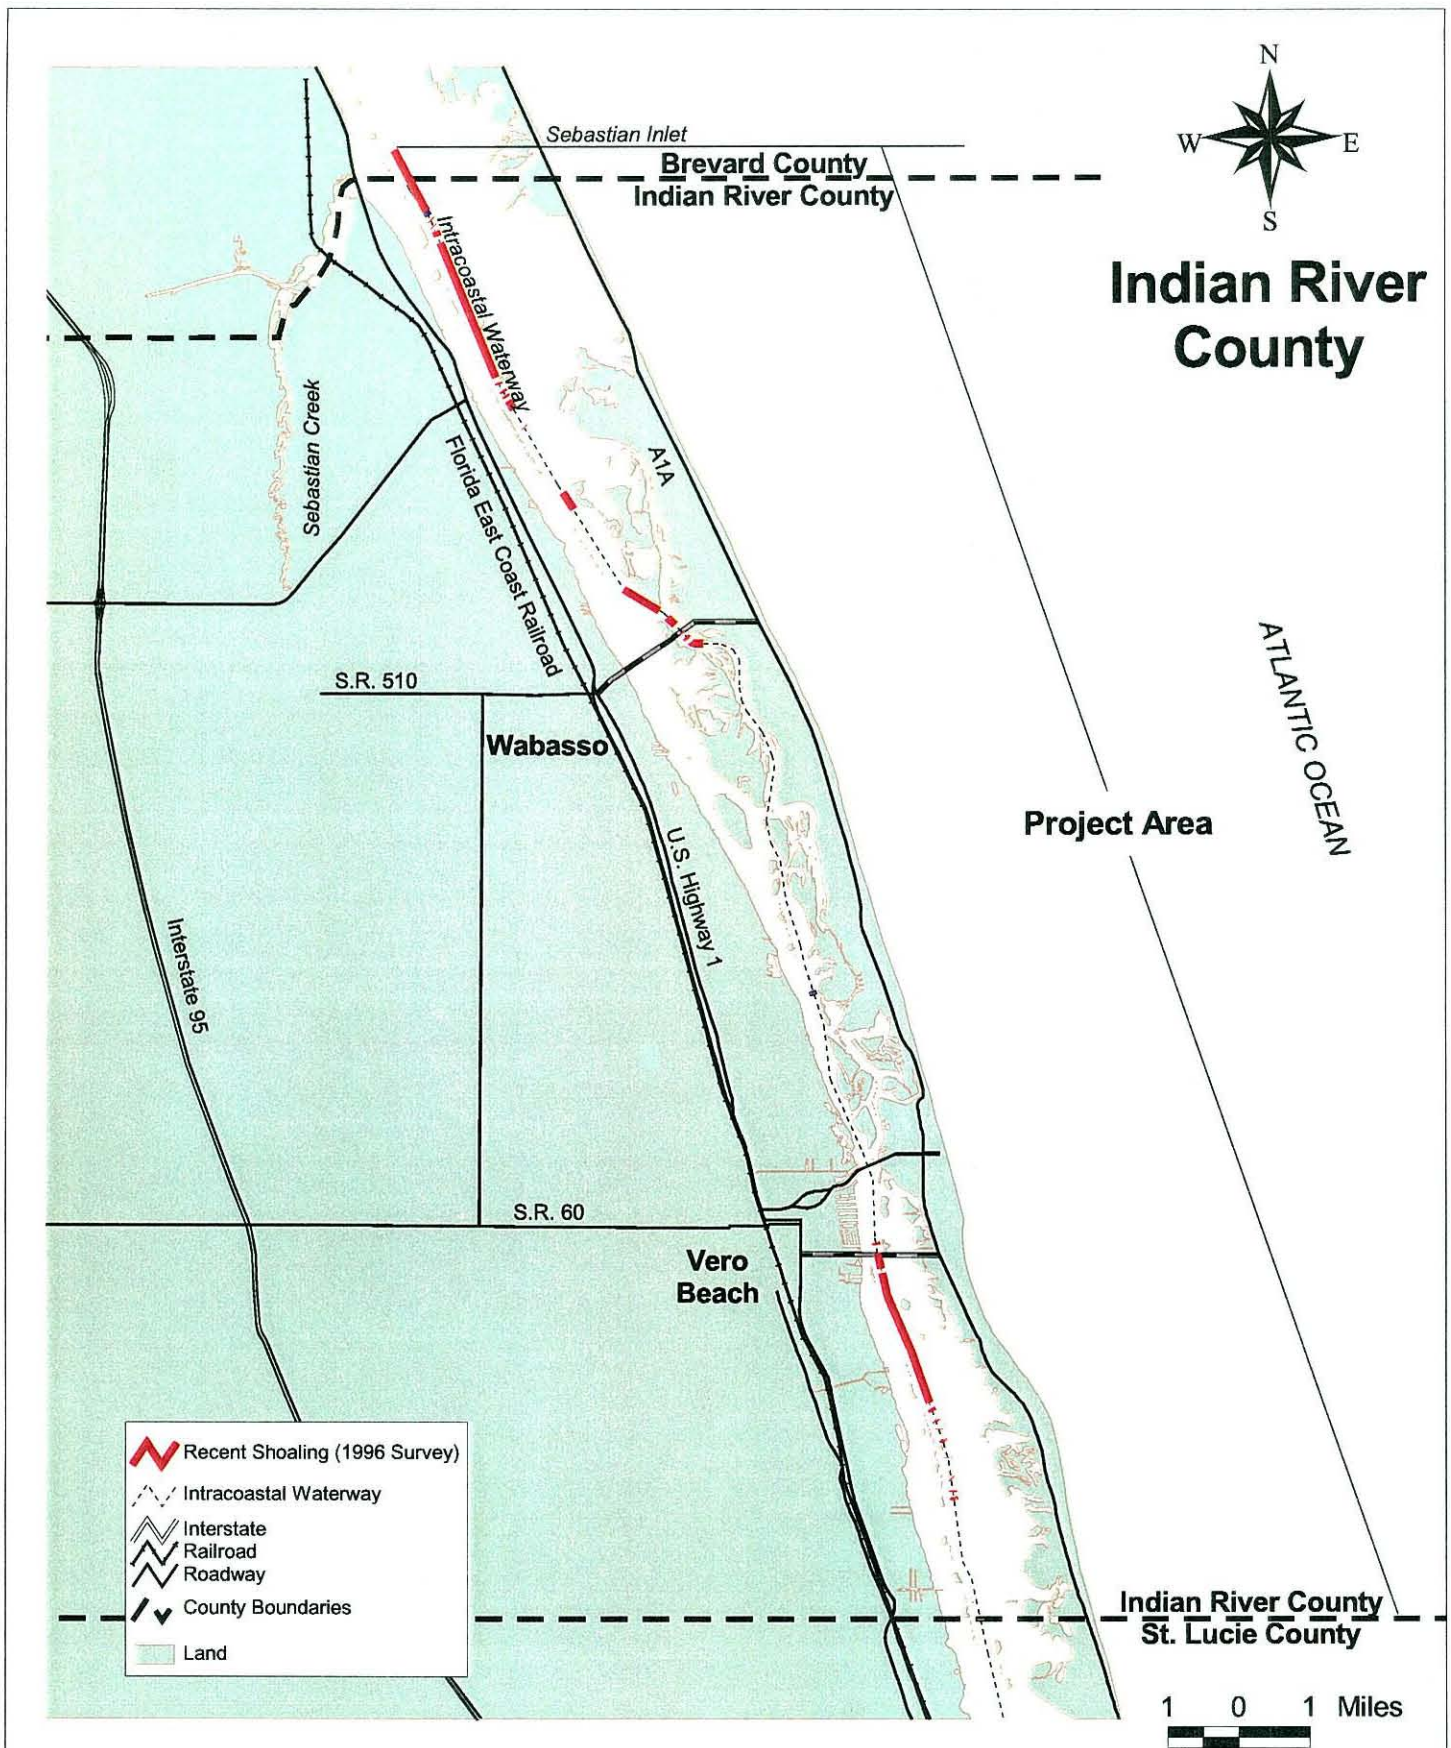 N
W
E
S
Sebastian Inlet
Brevard County
Indian River County
Indian River
County
Intracoastal Waterway
Sebastian Creek
Florida East Coast Railroad
A1A
S.R. 510
Wabasso
ATLANTIC OCEAN
Project Area
U.S. Highway 1
Interstate 95
S.R. 60
Vero
Beach
Recent Shoaling (1996 Survey)
Intracoastal Waterway
Interstate
Railroad
Roadway
County Boundaries
Land
Indian River County
St. Lucie County
1 0 1 Miles